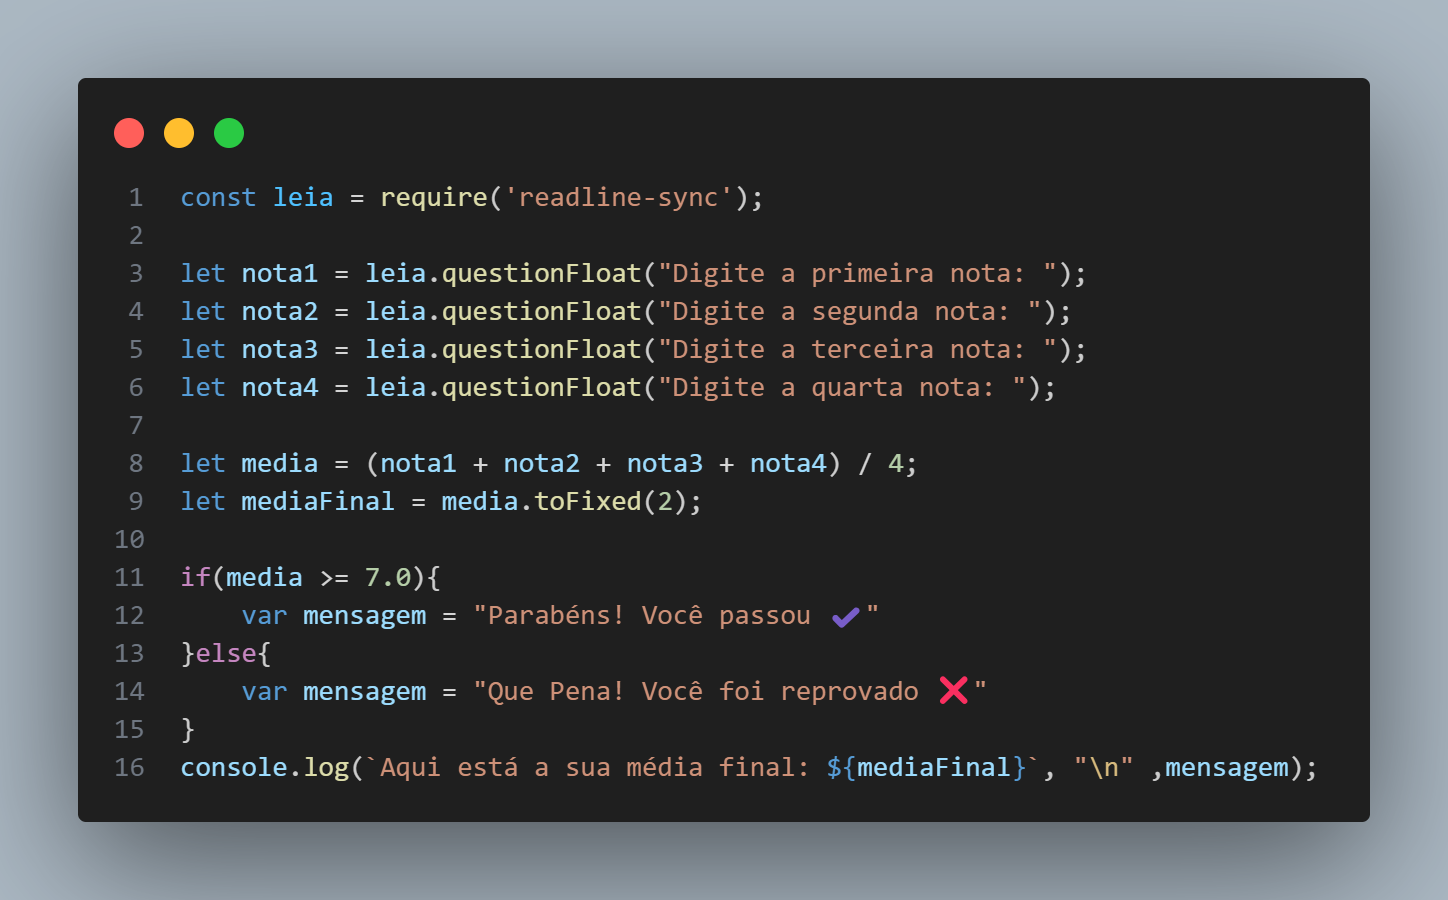 1 const leia = require('readline-sync');
2
3 let nota1 = leia.questionFloat("Digite a primeira nota: ");
4 let nota2 = leia.questionFloat("Digite a segunda nota: ");
5 let nota3 = leia.questionFloat("Digite a terceira nota: ");
6 let nota4 = leia.questionFloat("Digite a quarta nota: ");
7
8 let media = (nota1 + nota2 + nota3 + nota4) / 4;
9 let mediaFinal = media.toFixed(2);
10
11 if(media >= 7.0){
12     var mensagem = "Parabéns! Você passou ✔️"
13 }else{
14     var mensagem = "Que Pena! Você foi reprovado ❌"
15 }
16 console.log(`Aqui está a sua média final: ${mediaFinal}`, "\n" ,mensagem);